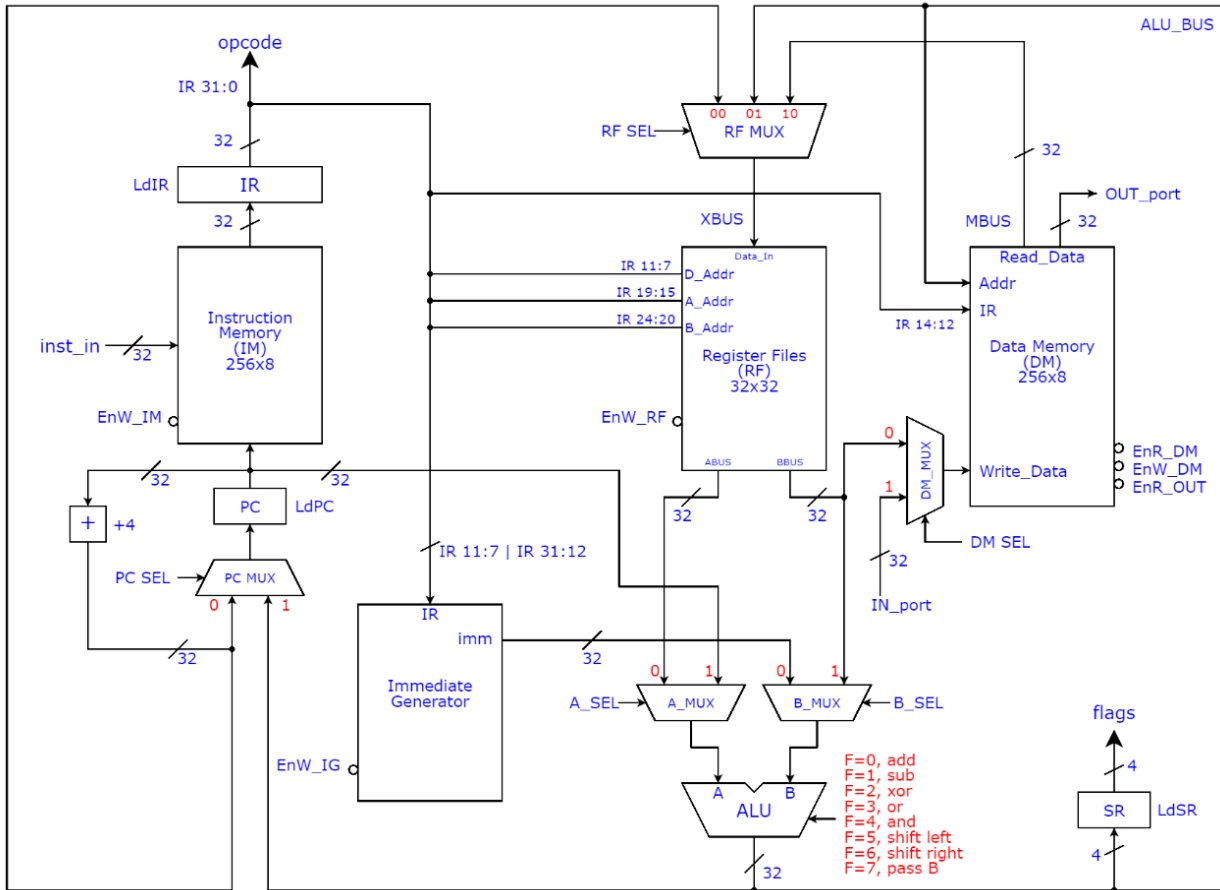 ALU_BUS
opcode
IR 31:0
00 01 10
RF SEL
RF MUX
32
32
LdIR
IR
OUT_port
32
XBUS
MBUS
32
Data_In
Read_Data
IR 11:7
D_Addr
Addr
IR 19:15
A_Addr
IR
Instruction
Memory
(IM)
256x8
IR 24:20
B_Addr
IR 14:12
inst_in
32
Register Files
(RF)
32x32
Data Memory
(DM)
256x8
EnW_IM
EnW_RF
0
DM_MUX
EnR_DM
ABUS
BBUS
Write_Data
EnW_DM
32
32
1
EnR_OUT
PC
LdPC
32
32
+
+4
DM SEL
32
IR 11:7 | IR 31:12
PC SEL
PC MUX
0
1
IN_port
IR
imm
32
32
0
1
0
1
Immediate
Generator
A_SEL
A_MUX
B_MUX
B_SEL
flags
EnW_IG
F=0, add
F=1, sub
F=2, xor
F=3, or
F=4, and
F=5, shift left
F=6, shift right
F=7, pass B
4
A
B
ALU
SR
LdSR
32
4